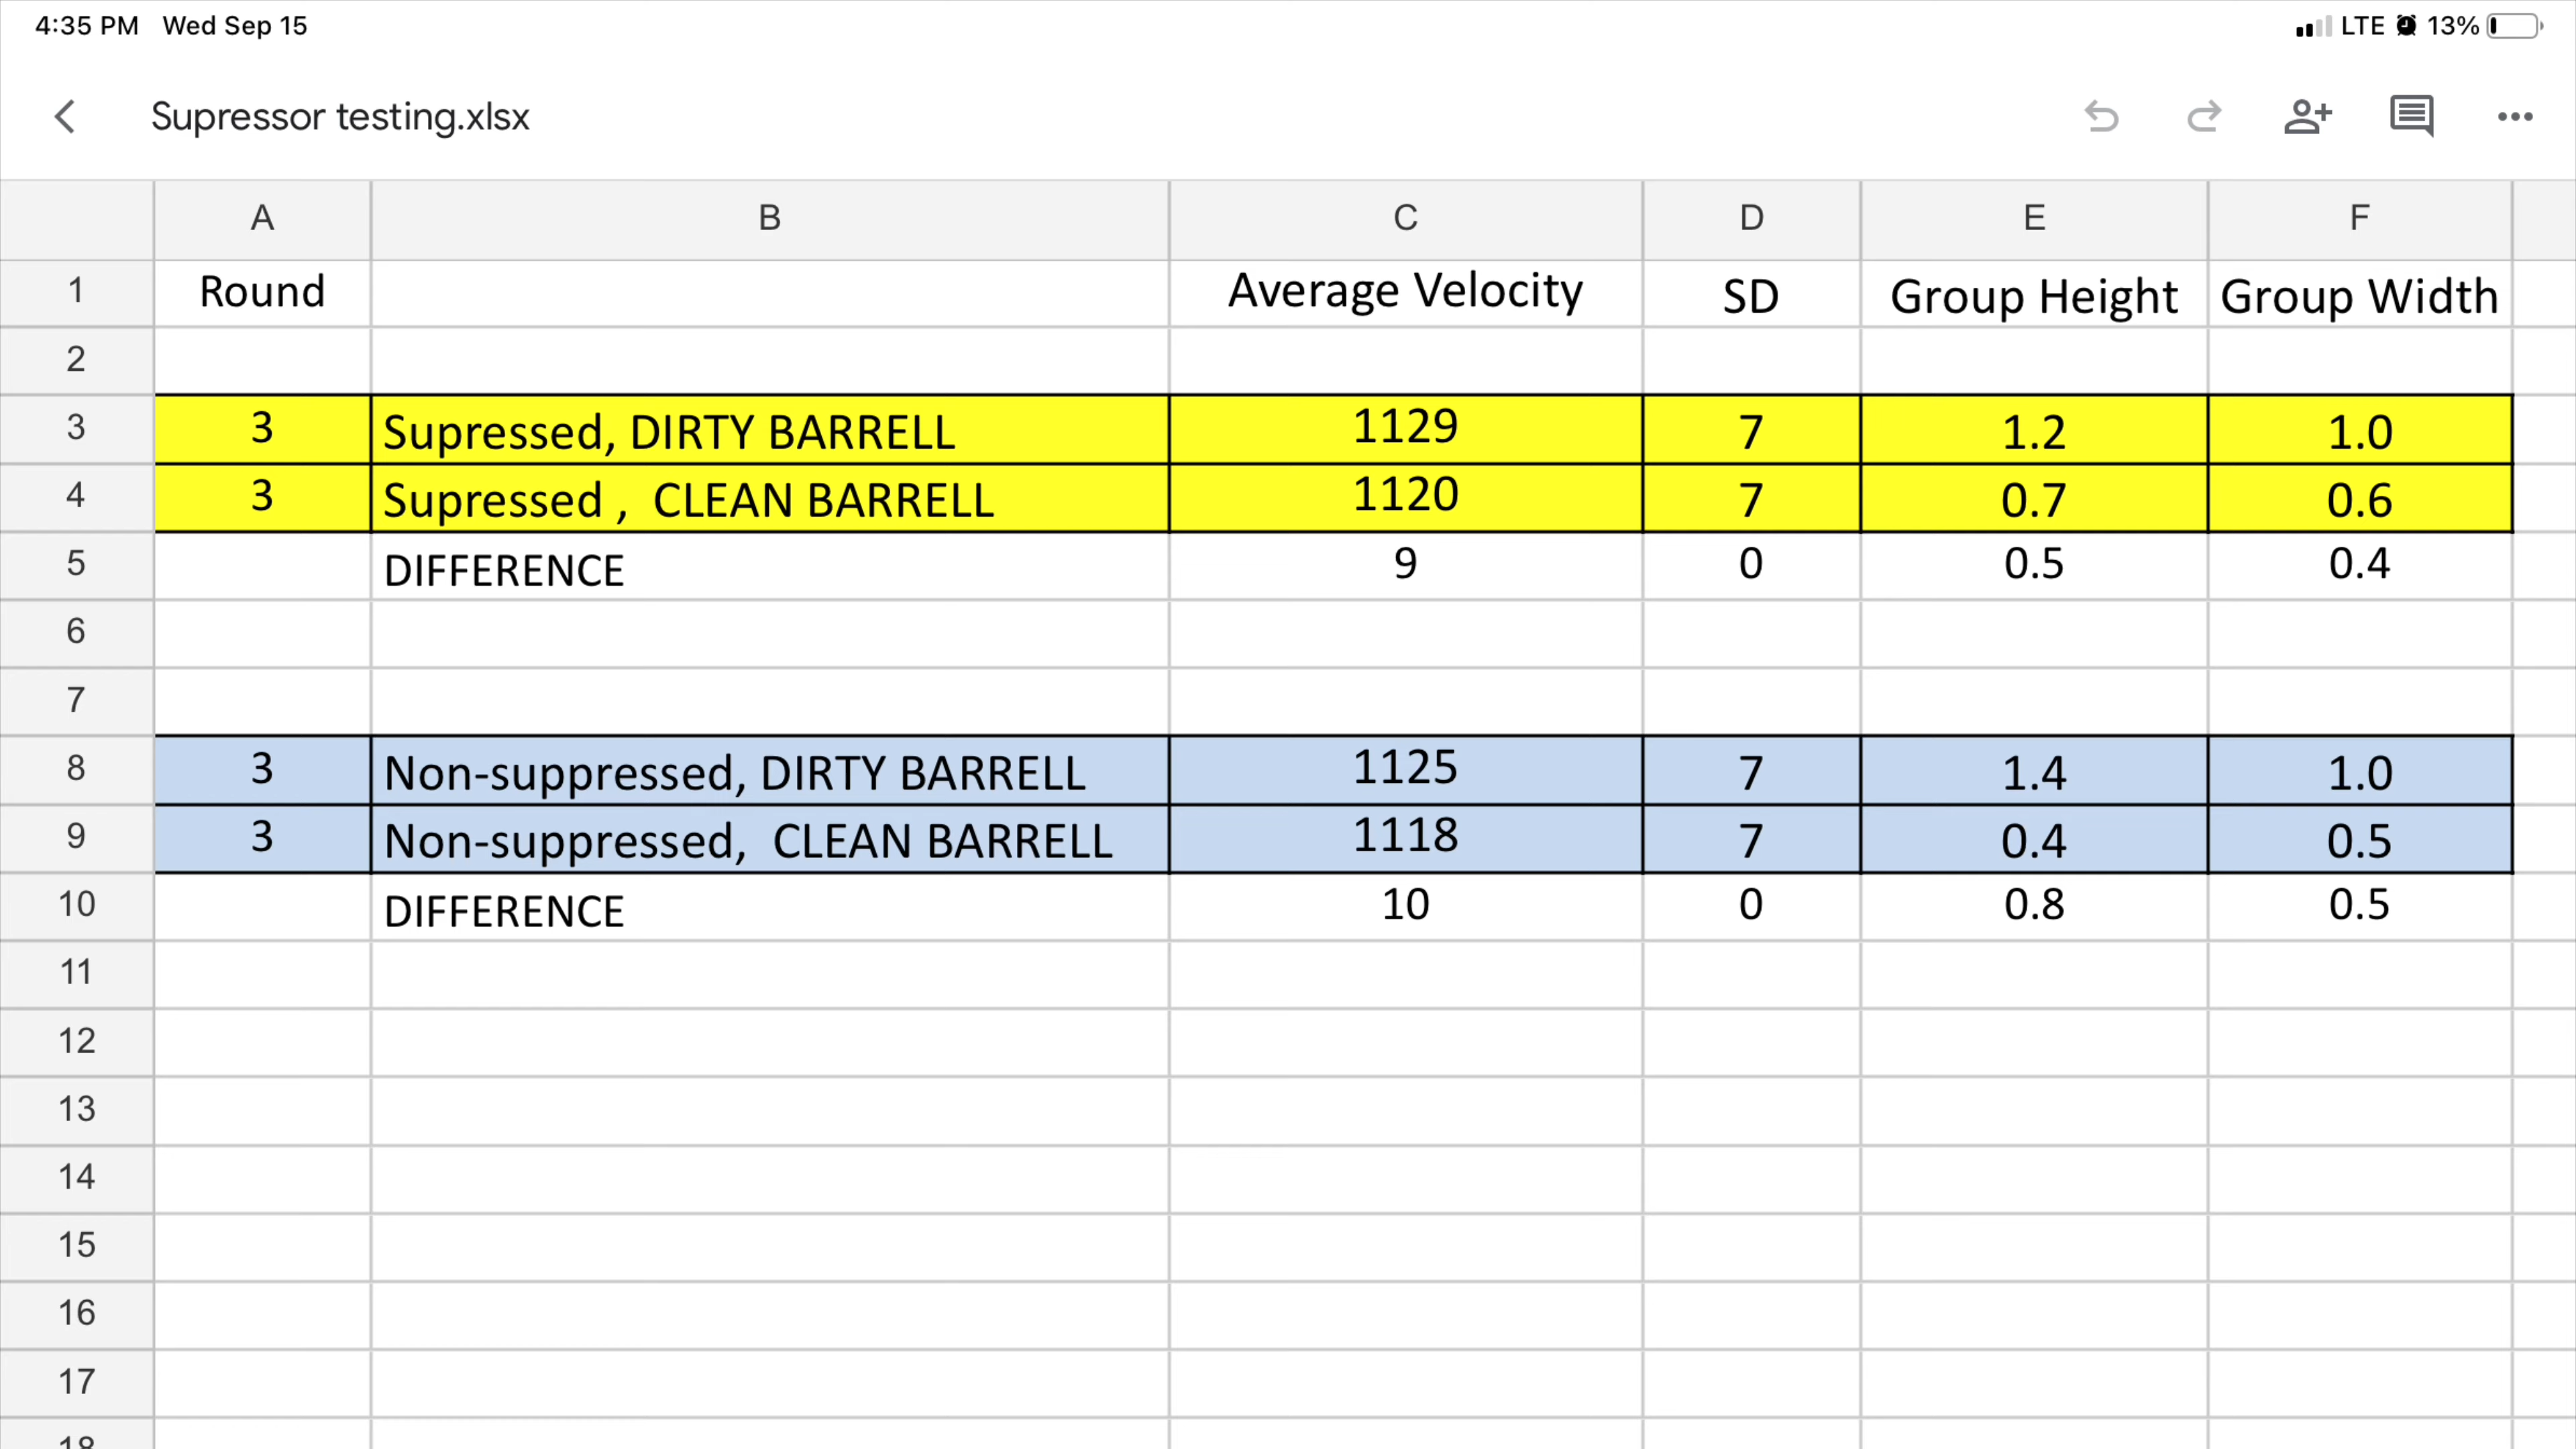 4:35 PM Wed Sep 15 LTE 13%
Supressor testing.xlsx
A B C D E F
1 Round Average Velocity SD Group Height Group Width
2
3 3 Supressed, DIRTY BARRELL 1129 7 1.2 1.0
4 3 Supressed , CLEAN BARRELL 1120 7 0.7 0.6
5 DIFFERENCE 9 0 0.5 0.4
6
7
8 3 Non-suppressed, DIRTY BARRELL 1125 7 1.4 1.0
9 3 Non-suppressed, CLEAN BARRELL 1118 7 0.4 0.5
10 DIFFERENCE 10 0 0.8 0.5
11
12
13
14
15
16
17
18